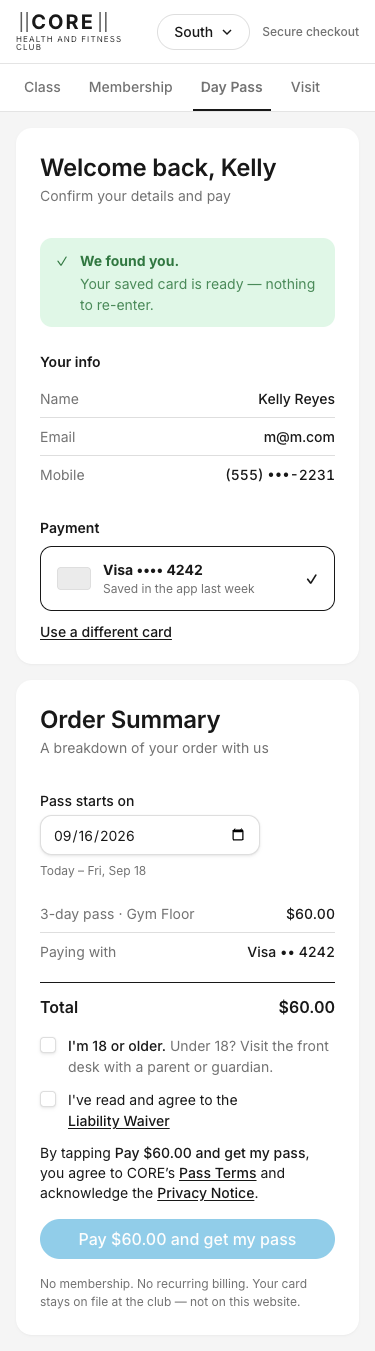 ||CORE||
HEALTH AND FITNESS
CLUB
South
Secure checkout
Class
Membership
Day Pass
Visit
Welcome back, Kelly
Confirm your details and pay
We found you.
Your saved card is ready — nothing
to re-enter.
Your info
Name
Kelly Reyes
Email
m@m.com
Mobile
(555) •••-2231
Payment
Visa •••• 4242
Saved in the app last week
Use a different card
Order Summary
A breakdown of your order with us
Pass starts on
09/16/2026
Today – Fri, Sep 18
3-day pass · Gym Floor
$60.00
Paying with
Visa •• 4242
Total
$60.00
I'm 18 or older. Under 18? Visit the front
desk with a parent or guardian.
I've read and agree to the
Liability Waiver
By tapping Pay $60.00 and get my pass,
you agree to CORE’s Pass Terms and
acknowledge the Privacy Notice.
Pay $60.00 and get my pass
No membership. No recurring billing. Your card
stays on file at the club — not on this website.